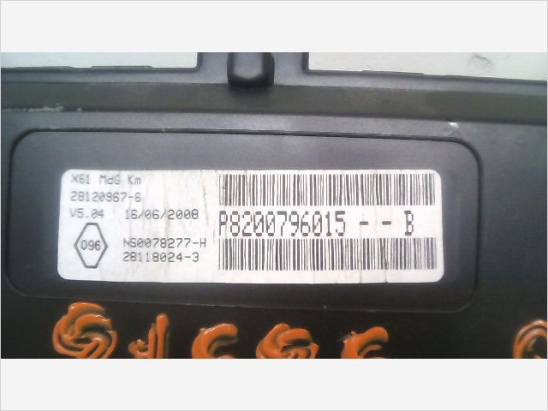 X61 MdG Km
28120967-6
V5.04 16/06/2008
096
NS0078277-H
28118024-3
P8200796015 - - B